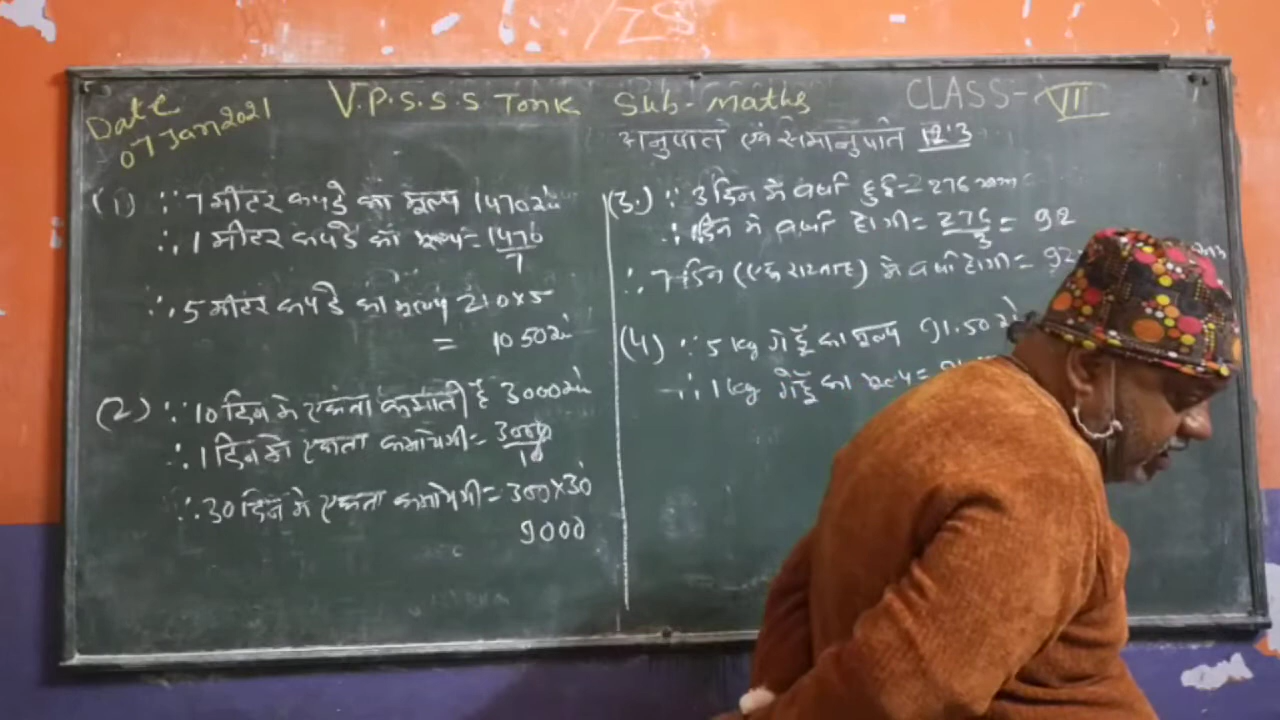 Date
07 Jan 2021
V.P.S.S.S Tonk Sub- Maths CLASS- VII
अनुपात एवं समानुपात 12.3
(1) ∵ 7 मीटर कपडे का मूल्य 1470 रू
∴ 1 मीटर कपडे का मूल्य = 1470
7
∴ 5 मीटर कपडे का मूल्य 210×5
= 1050 रू
(2) ∵ 10 दिन मे एकता कमाती है 3000 रू
∴ 1 दिन मे एकता कमायेगी = 3000
10
∴ 30 दिन मे एकता कमायेगी = 300×30
9000
(3.) ∵ 3 दिन मे वर्षा हुई = 276 mm
∴ 1 दिन मे वर्षा होगी = 276 = 92
3
∴ 7 दिन (एक सप्ताह) मे वर्षा होगी = 92
(4) ∵ 5 kg गेहूँ का मूल्य 91.50 रू
∴ 1 kg गेहूँ का मूल्य =